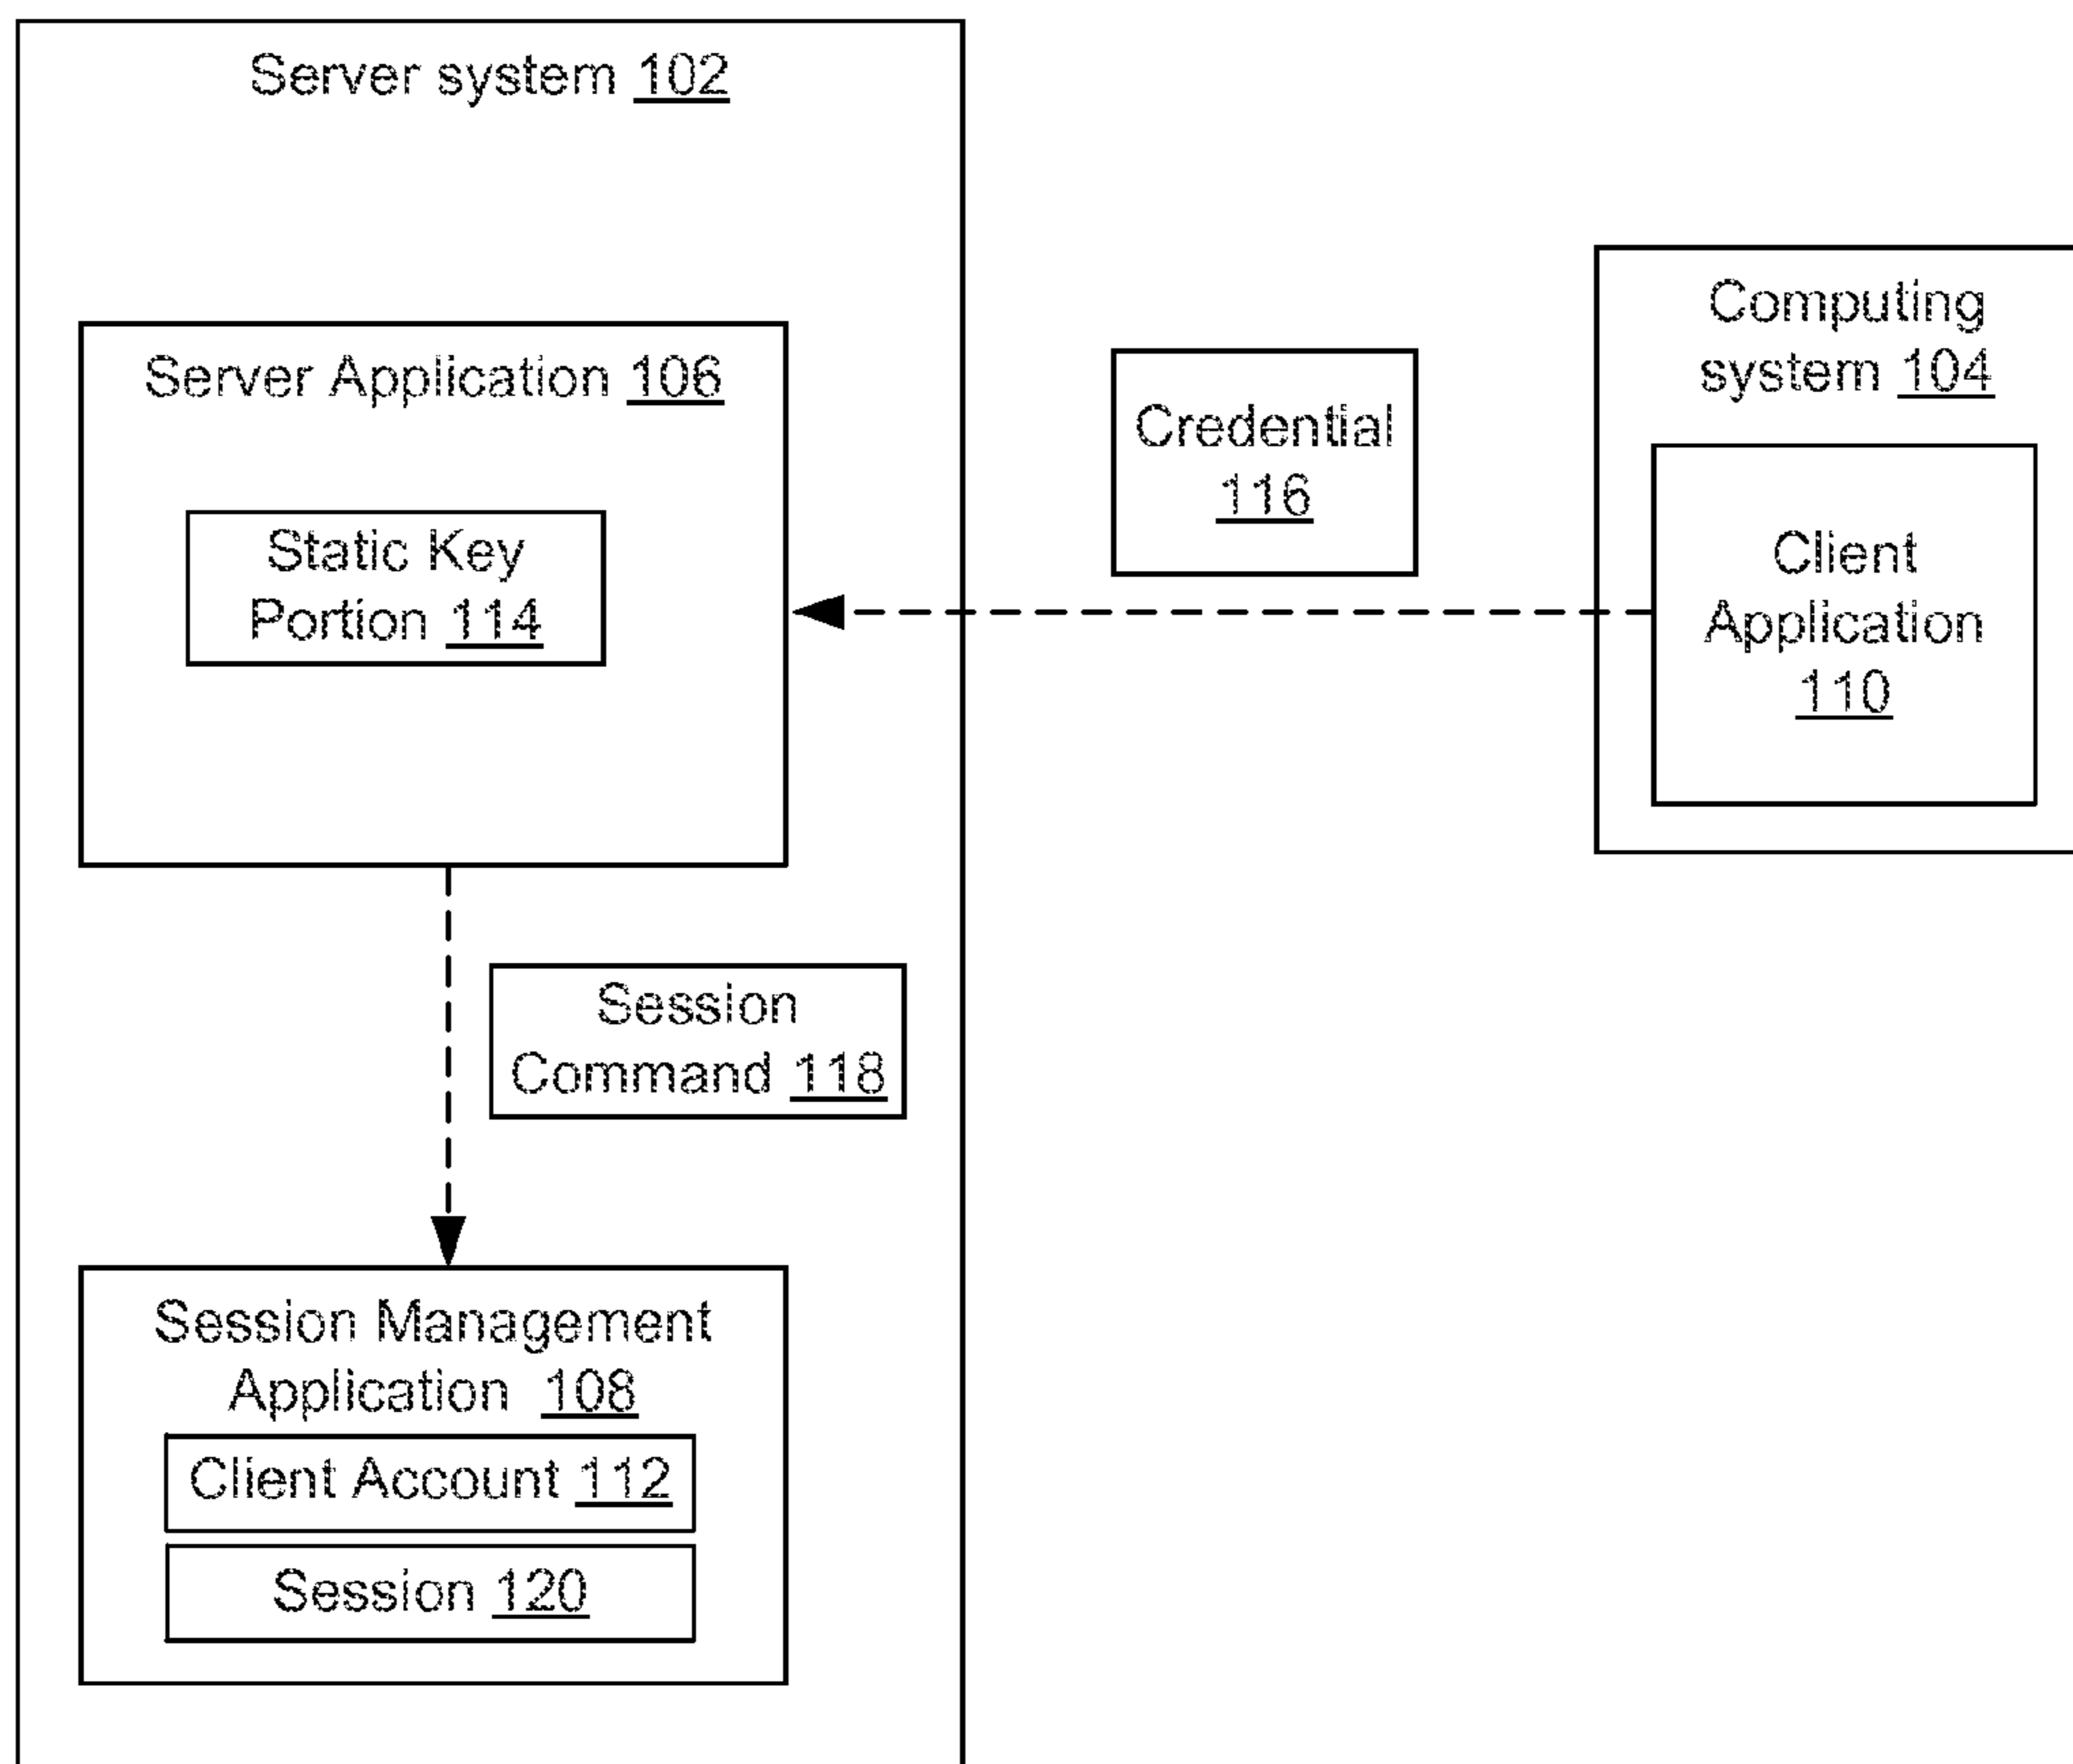 Server system 102
Server Application 106
Static Key
Portion 114
Credential
116
Computing
system 104
Client
Application
110
Session
Command 118
Session Management
Application 108
Client Account 112
Session 120